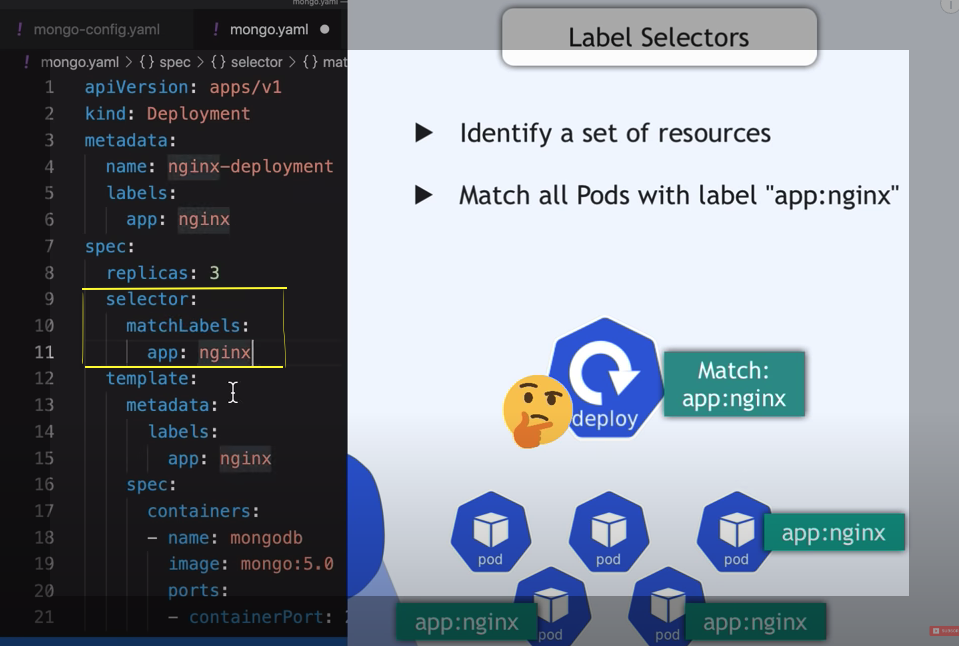 mongo.yaml —
! mongo-config.yaml
! mongo.yaml ●
! mongo.yaml > {} spec > {} selector > {} mat
1 apiVersion: apps/v1
2 kind: Deployment
3 metadata:
4 name: nginx-deployment
5 labels:
6 app: nginx
7 spec:
8 replicas: 3
9 selector:
10 matchLabels:
11 app: nginx
12 template:
13 metadata:
14 labels:
15 app: nginx
16 spec:
17 containers:
18 - name: mongodb
19 image: mongo:5.0
20 ports:
21 - containerPort:
Label Selectors
▶ Identify a set of resources
▶ Match all Pods with label "app:nginx"
deploy
Match:
app:nginx
pod
pod
pod
app:nginx
app:nginx
pod
pod
app:nginx